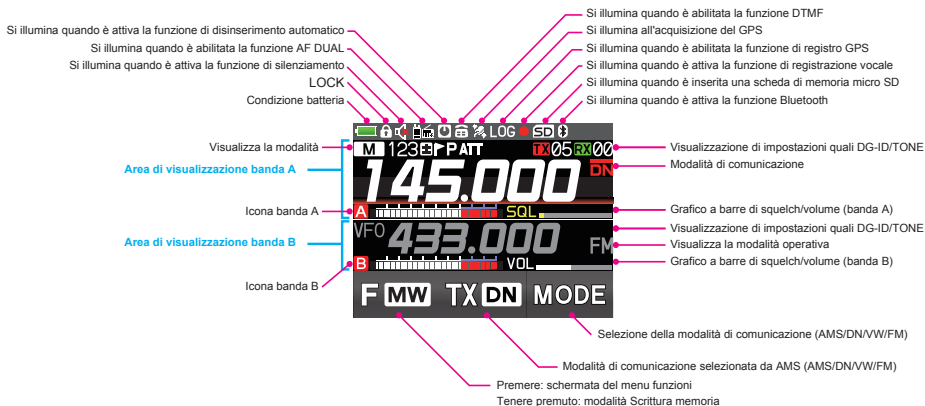 Si illumina quando è abilitata la funzione DTMF
Si illumina quando è attiva la funzione di disinserimento automatico
Si illumina all'acquisizione del GPS
Si illumina quando è abilitata la funzione AF DUAL
Si illumina quando è abilitata la funzione di registro GPS
Si illumina quando è attiva la funzione di silenziamento
Si illumina quando è attiva la funzione di registrazione vocale
LOCK
Si illumina quando è inserita una scheda di memoria micro SD
Condizione batteria
Si illumina quando è attiva la funzione Bluetooth
LOG SD
Visualizza la modalità
M 123 P ATT TX 05 RX 00
Visualizzazione di impostazioni quali DG-ID/TONE
Area di visualizzazione banda A
145.000 DN
Modalità di comunicazione
Icona banda A
A SQL
Grafico a barre di squelch/volume (banda A)
Visualizzazione di impostazioni quali DG-ID/TONE
Area di visualizzazione banda B
VFO 433.000 FM
Visualizza la modalità operativa
B VOL
Grafico a barre di squelch/volume (banda B)
Icona banda B
F MW TX DN MODE
Selezione della modalità di comunicazione (AMS/DN/VW/FM)
Modalità di comunicazione selezionata da AMS (AMS/DN/VW/FM)
Premere: schermata del menu funzioni
Tenere premuto: modalità Scrittura memoria